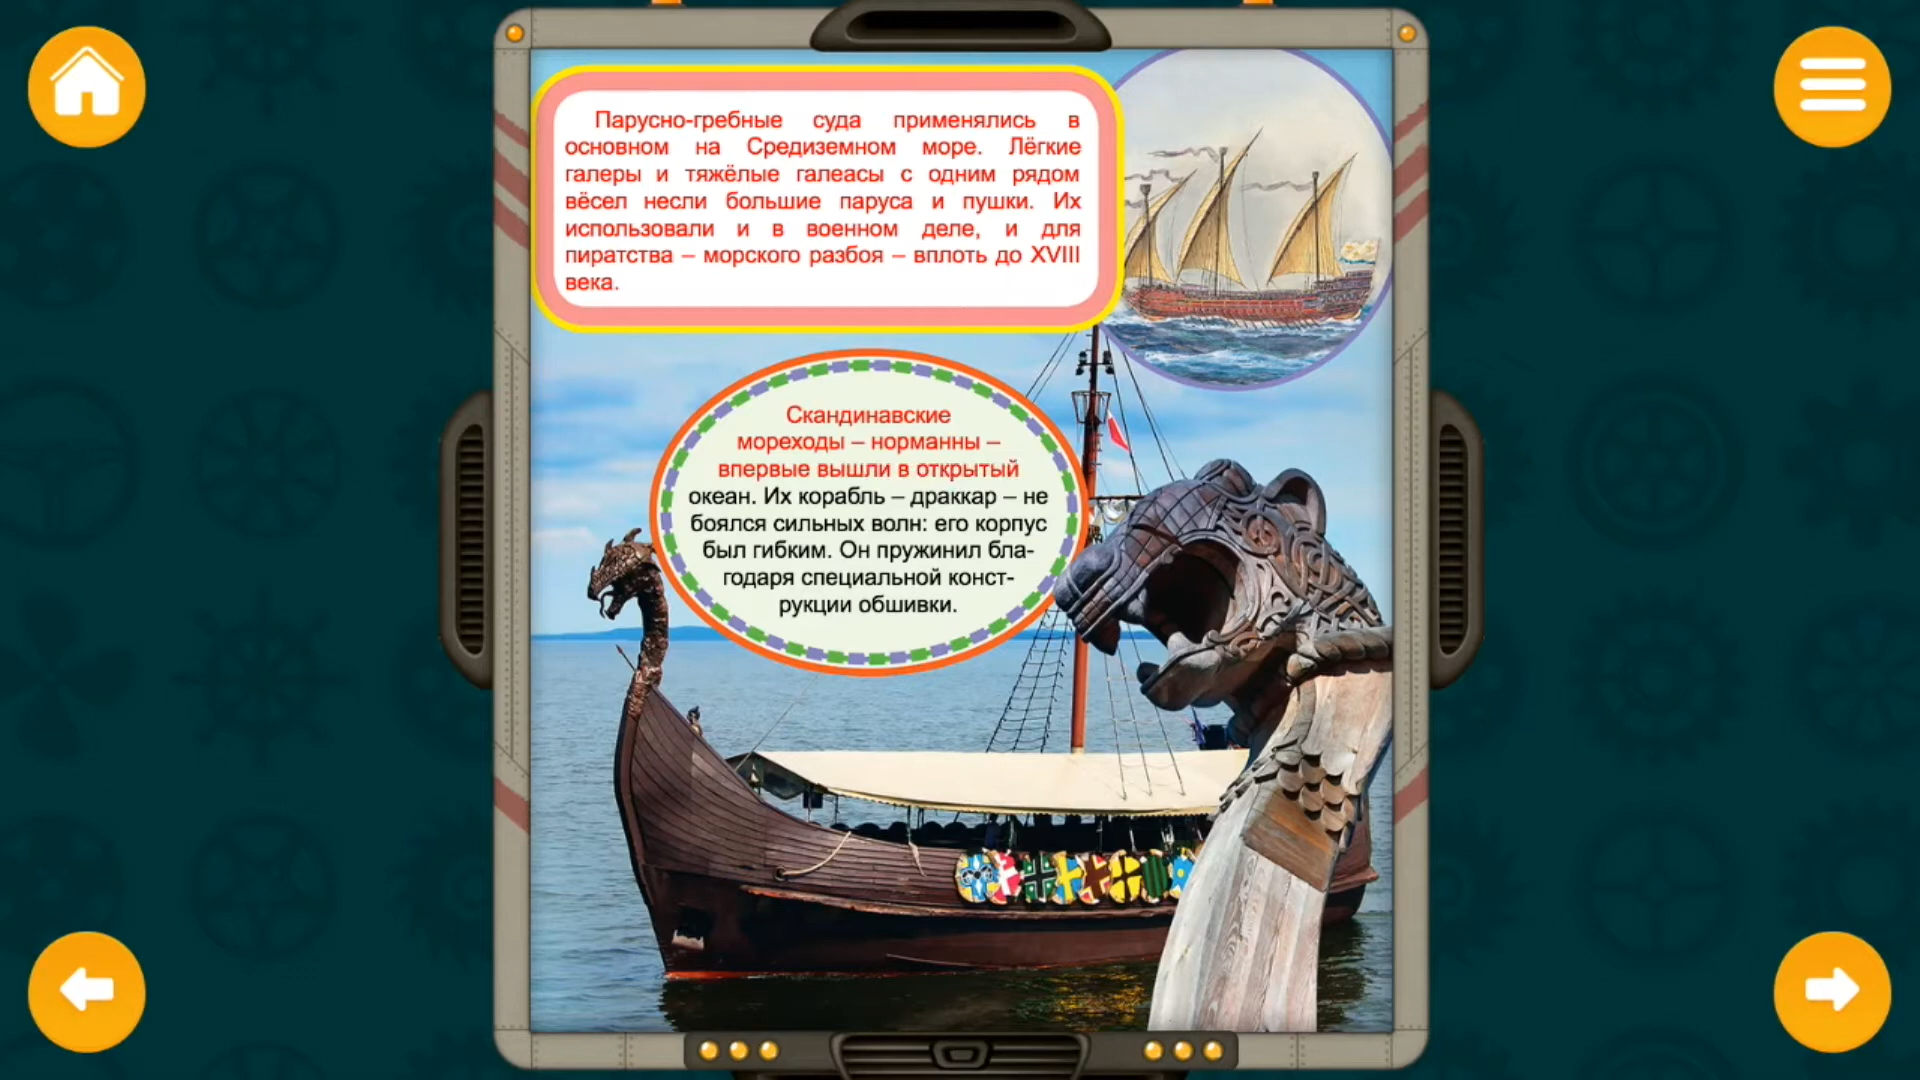 Парусно-гребные суда применялись в
основном на Средиземном море. Лёгкие
галеры и тяжёлые галеасы с одним рядом
вёсел несли большие паруса и пушки. Их
использовали и в военном деле, и для
пиратства – морского разбоя – вплоть до XVIII
века.
Скандинавские
мореходы – норманны –
впервые вышли в открытый
океан. Их корабль – драккар – не
боялся сильных волн: его корпус
был гибким. Он пружинил бла-
годаря специальной конст-
рукции обшивки.